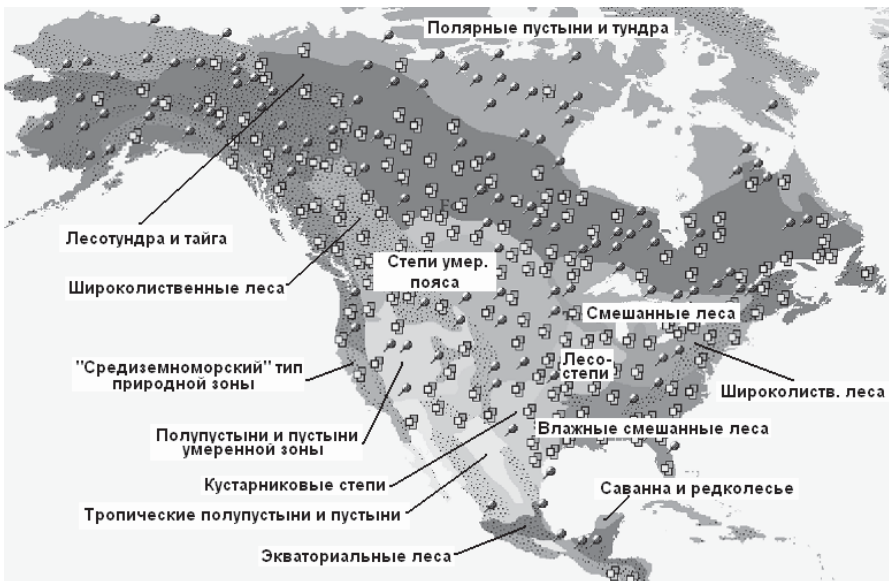 Полярные пустыни и тундра
Лесотундра и тайга
Широколиственные леса
Степи умер.
пояса
Смешанные леса
"Средиземноморский" тип
природной зоны
Лесо-
степи
Широколиств. леса
Полупустыни и пустыни
умеренной зоны
Влажные смешанные леса
Кустарниковые степи
Саванна и редколесье
Тропические полупустыни и пустыни
Экваториальные леса